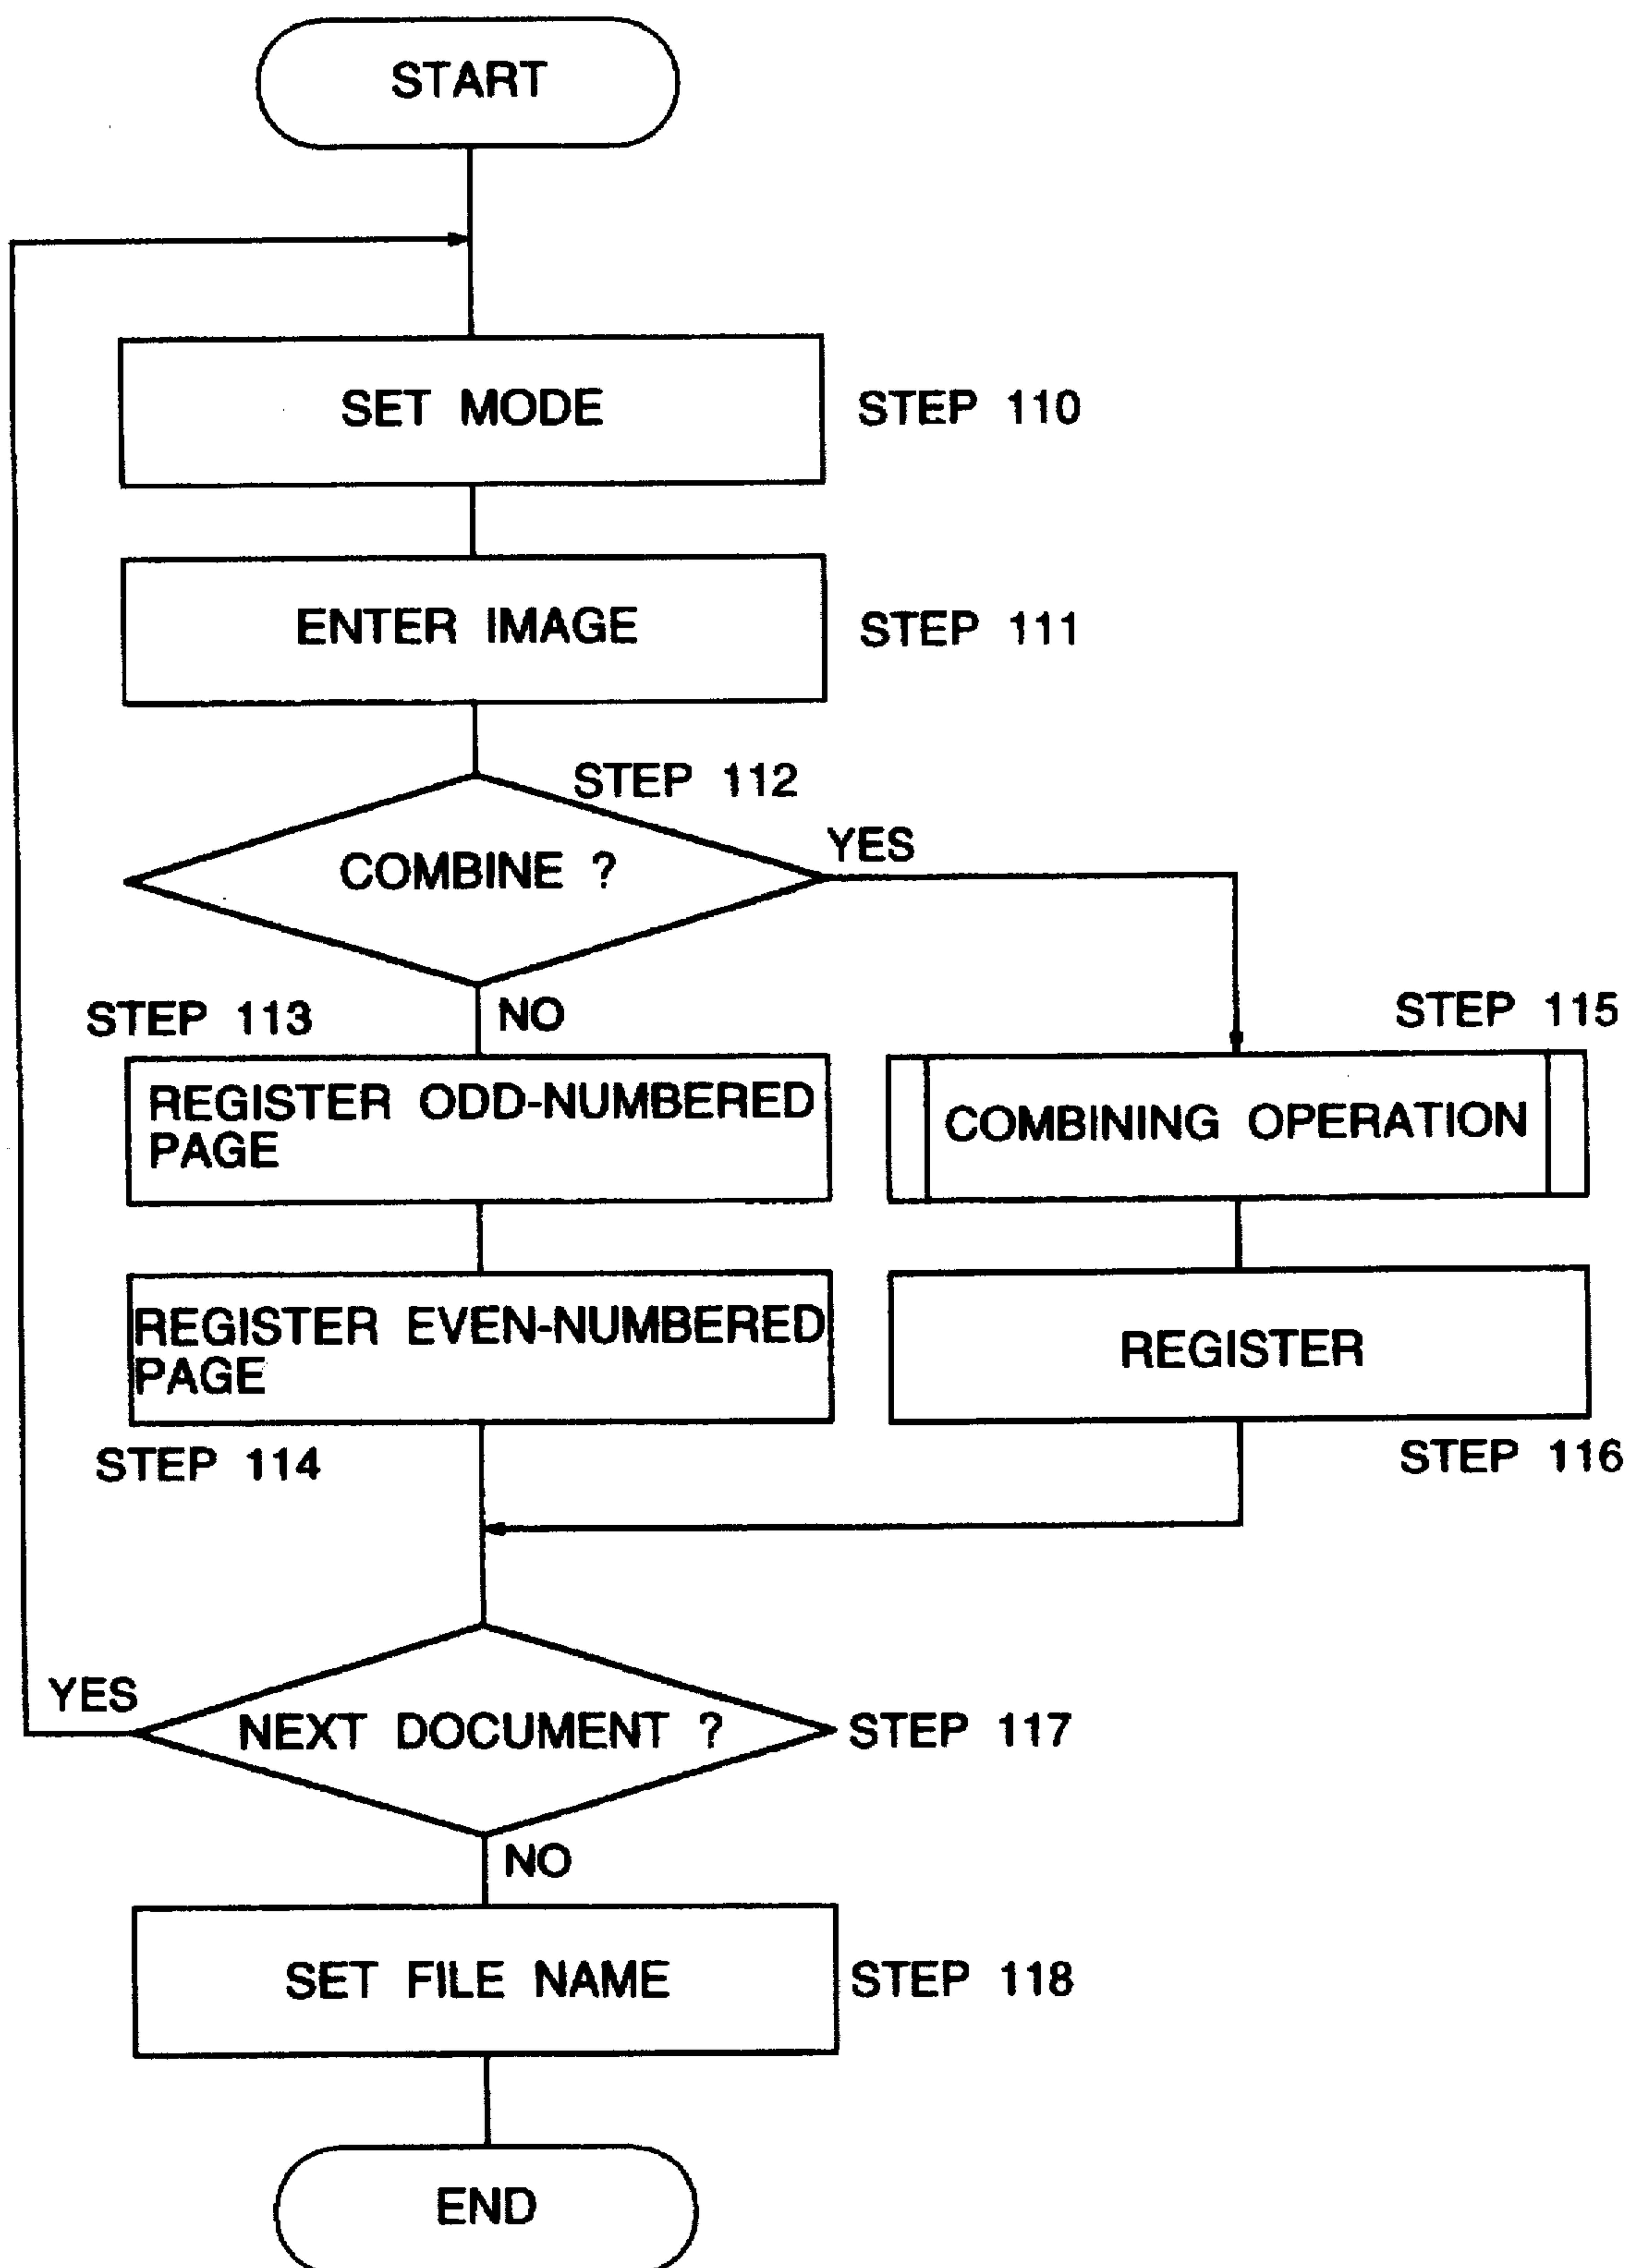 START
SET MODE
STEP 110
ENTER IMAGE
STEP 111
STEP 112
COMBINE ?
YES
NO
STEP 113
REGISTER ODD-NUMBERED
PAGE
STEP 115
COMBINING OPERATION
REGISTER EVEN-NUMBERED
PAGE
STEP 114
REGISTER
STEP 116
YES
NEXT DOCUMENT ?
STEP 117
NO
SET FILE NAME
STEP 118
END